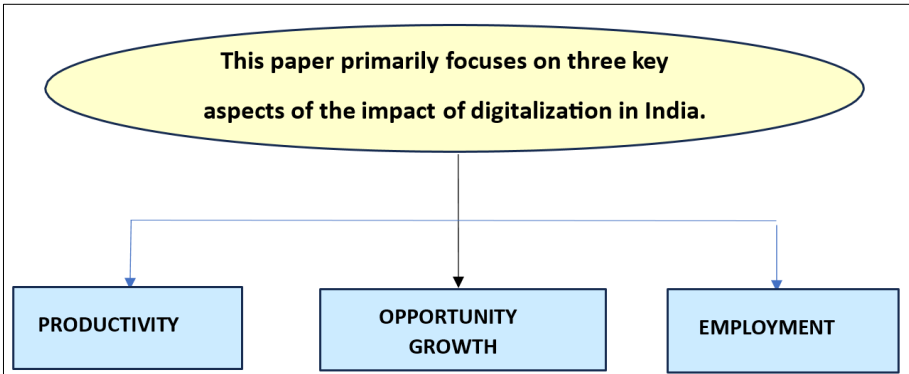 This paper primarily focuses on three key
aspects of the impact of digitalization in India.
PRODUCTIVITY
OPPORTUNITY
GROWTH
EMPLOYMENT